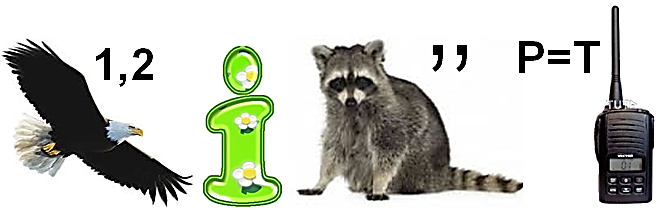 1,2 i ,, P=T